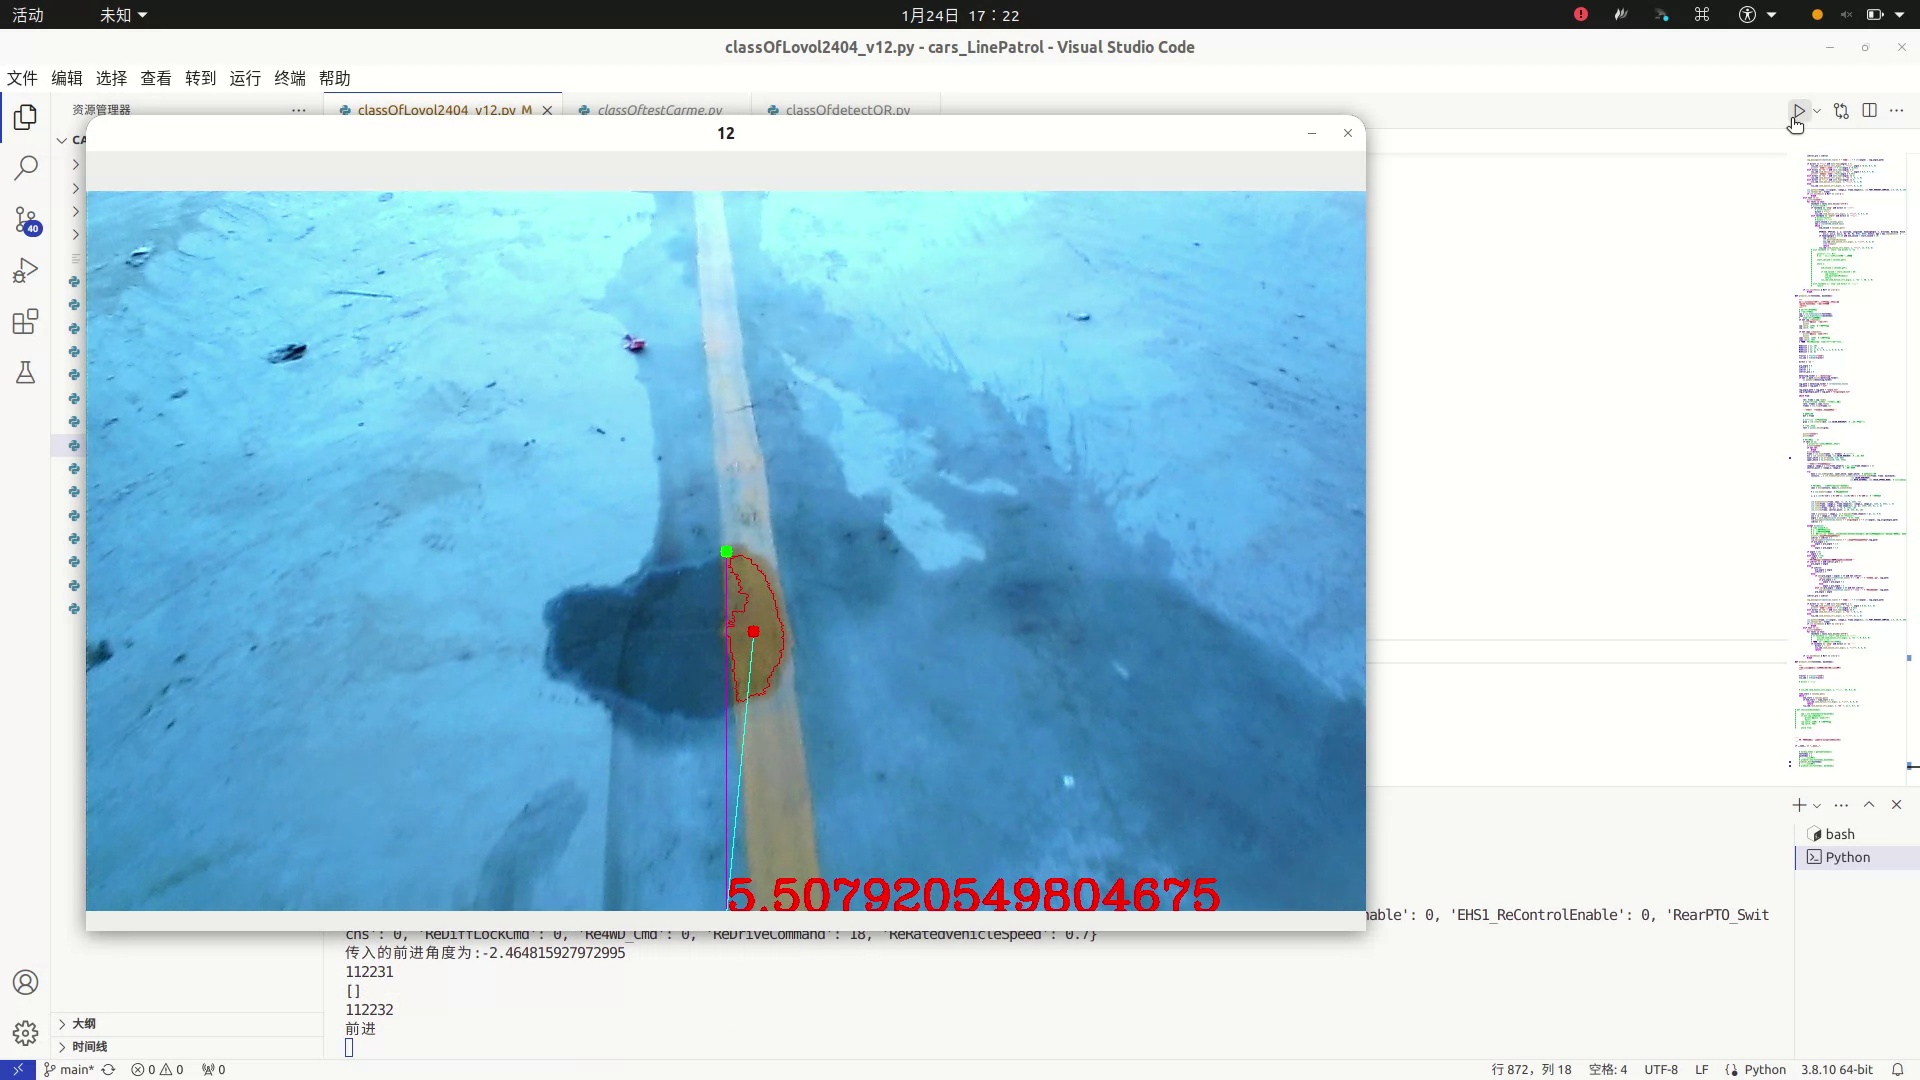 活动
未知
1月24日 17：22
classOfLovol2404_v12.py - cars_LinePatrol - Visual Studio Code
文件 编辑 选择 查看 转到 运行 终端 帮助
资源管理器
classOfLovol2404_v12.py M
classOftestCarme.py
classOfdetectQR.py
CA
12
40
5.507920549804675
bash
Python
nable': 0, 'EHS1_ReControlEnable': 0, 'RearPTO_Swit
chs': 0, 'ReDiffLockCmd': 0, 'Re4WD_Cmd': 0, 'ReDriveCommand': 18, 'ReRatedVehicleSpeed': 0.7}
传入的前进角度为:-2.464815927972995
112231
[]
112232
前进
大纲
时间线
main* 0 0 0
行 872，列 18 空格: 4 UTF-8 LF Python 3.8.10 64-bit